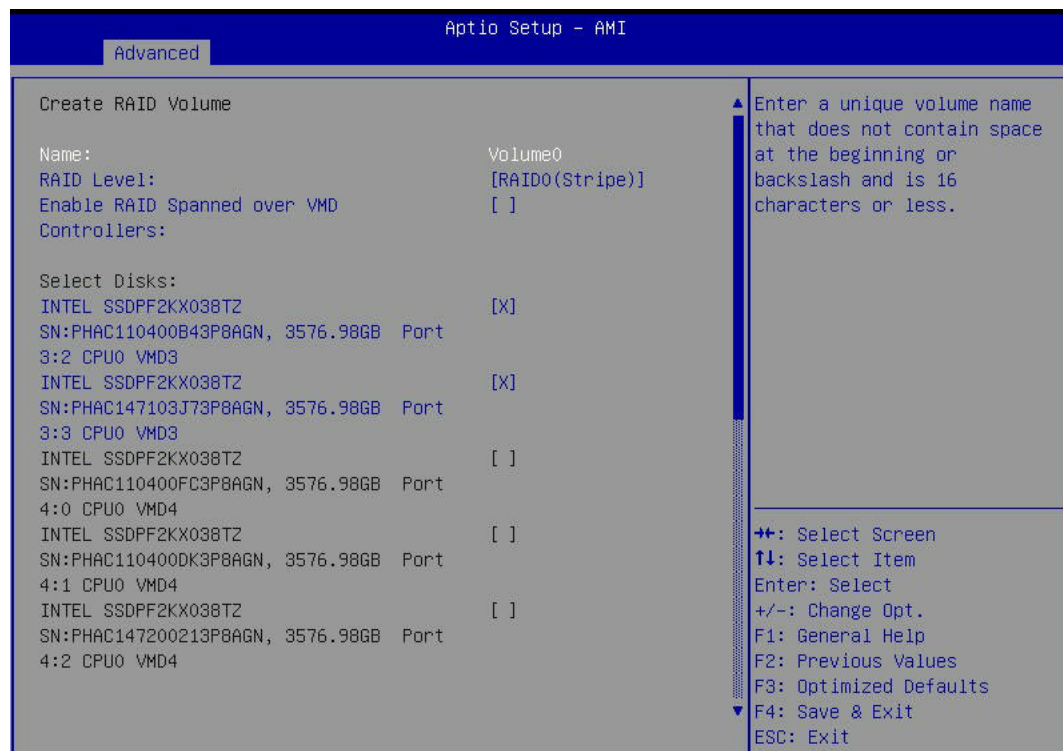 Aptio Setup – AMI
Advanced
Create RAID Volume
Name: Volume0
RAID Level: [RAID0(Stripe)]
Enable RAID Spanned over VMD [ ]
Controllers:
Select Disks:
INTEL SSDPF2KX038TZ [X]
SN:PHAC110400B43P8AGN, 3576.98GB Port
3:2 CPU0 VMD3
INTEL SSDPF2KX038TZ [X]
SN:PHAC147103J73P8AGN, 3576.98GB Port
3:3 CPU0 VMD3
INTEL SSDPF2KX038TZ [ ]
SN:PHAC110400FC3P8AGN, 3576.98GB Port
4:0 CPU0 VMD4
INTEL SSDPF2KX038TZ [ ]
SN:PHAC110400DK3P8AGN, 3576.98GB Port
4:1 CPU0 VMD4
INTEL SSDPF2KX038TZ [ ]
SN:PHAC147200213P8AGN, 3576.98GB Port
4:2 CPU0 VMD4
Enter a unique volume name
that does not contain space
at the beginning or
backslash and is 16
characters or less.
→←: Select Screen
↑↓: Select Item
Enter: Select
+/-: Change Opt.
F1: General Help
F2: Previous Values
F3: Optimized Defaults
F4: Save & Exit
ESC: Exit